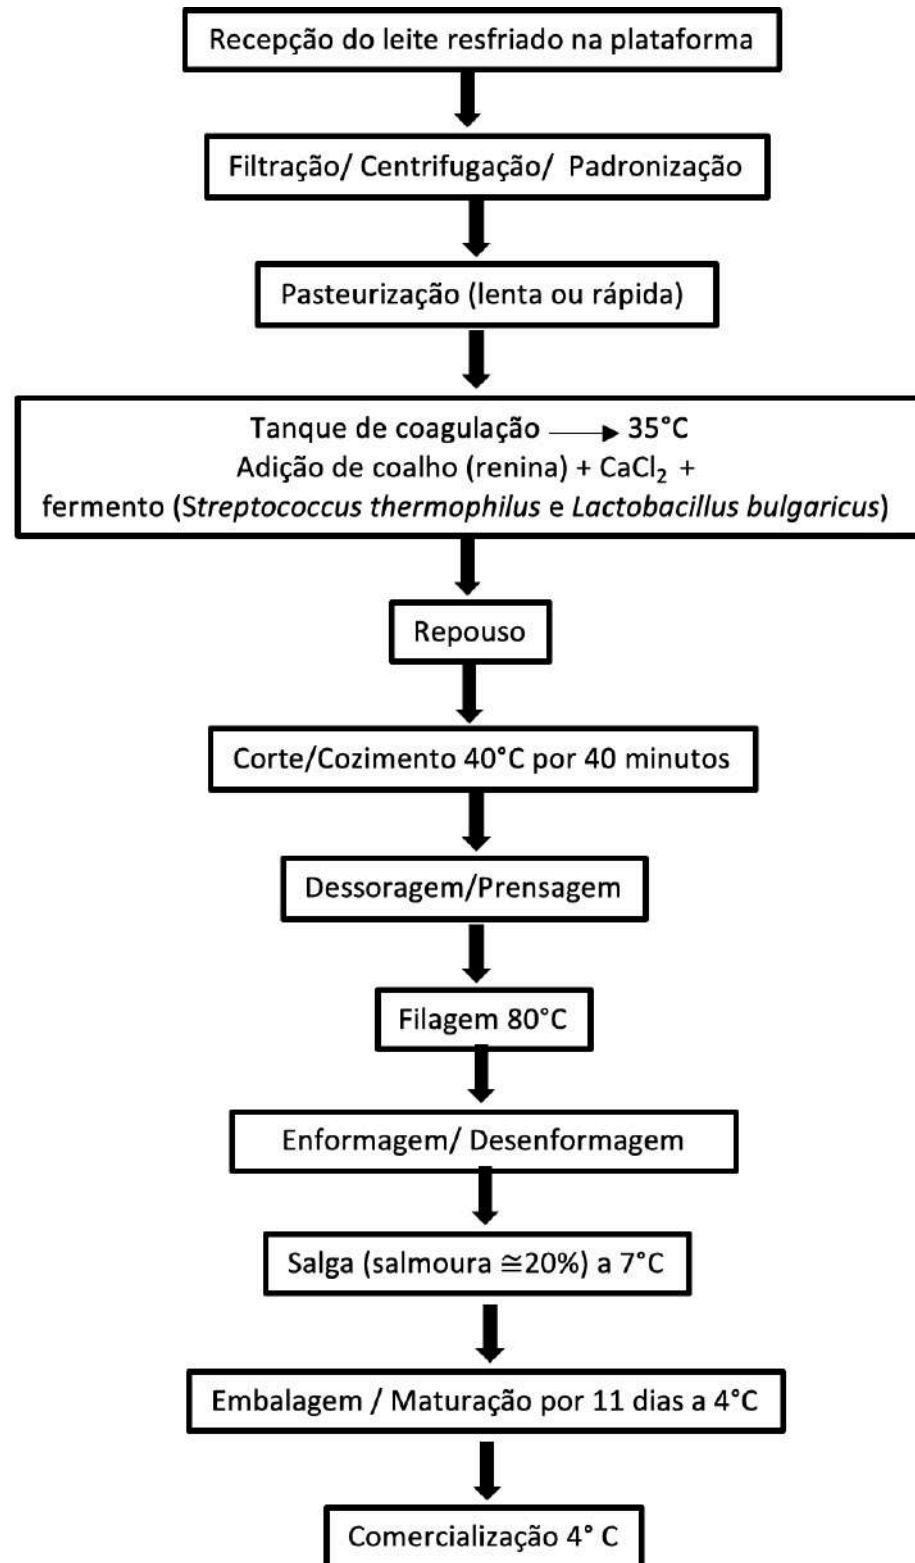 Recepção do leite resfriado na plataforma
Filtração/ Centrifugação/ Padronização
Pasteurização (lenta ou rápida)
Tanque de coagulação ⟶ 35°C
Adição de coalho (renina) + CaCl₂ +
fermento (Streptococcus thermophilus e Lactobacillus bulgaricus)
Repouso
Corte/Cozimento 40°C por 40 minutos
Dessoragem/Prensagem
Filagem 80°C
Enformagem/ Desenformagem
Salga (salmoura ≅20%) a 7°C
Embalagem / Maturação por 11 dias a 4°C
Comercialização 4° C